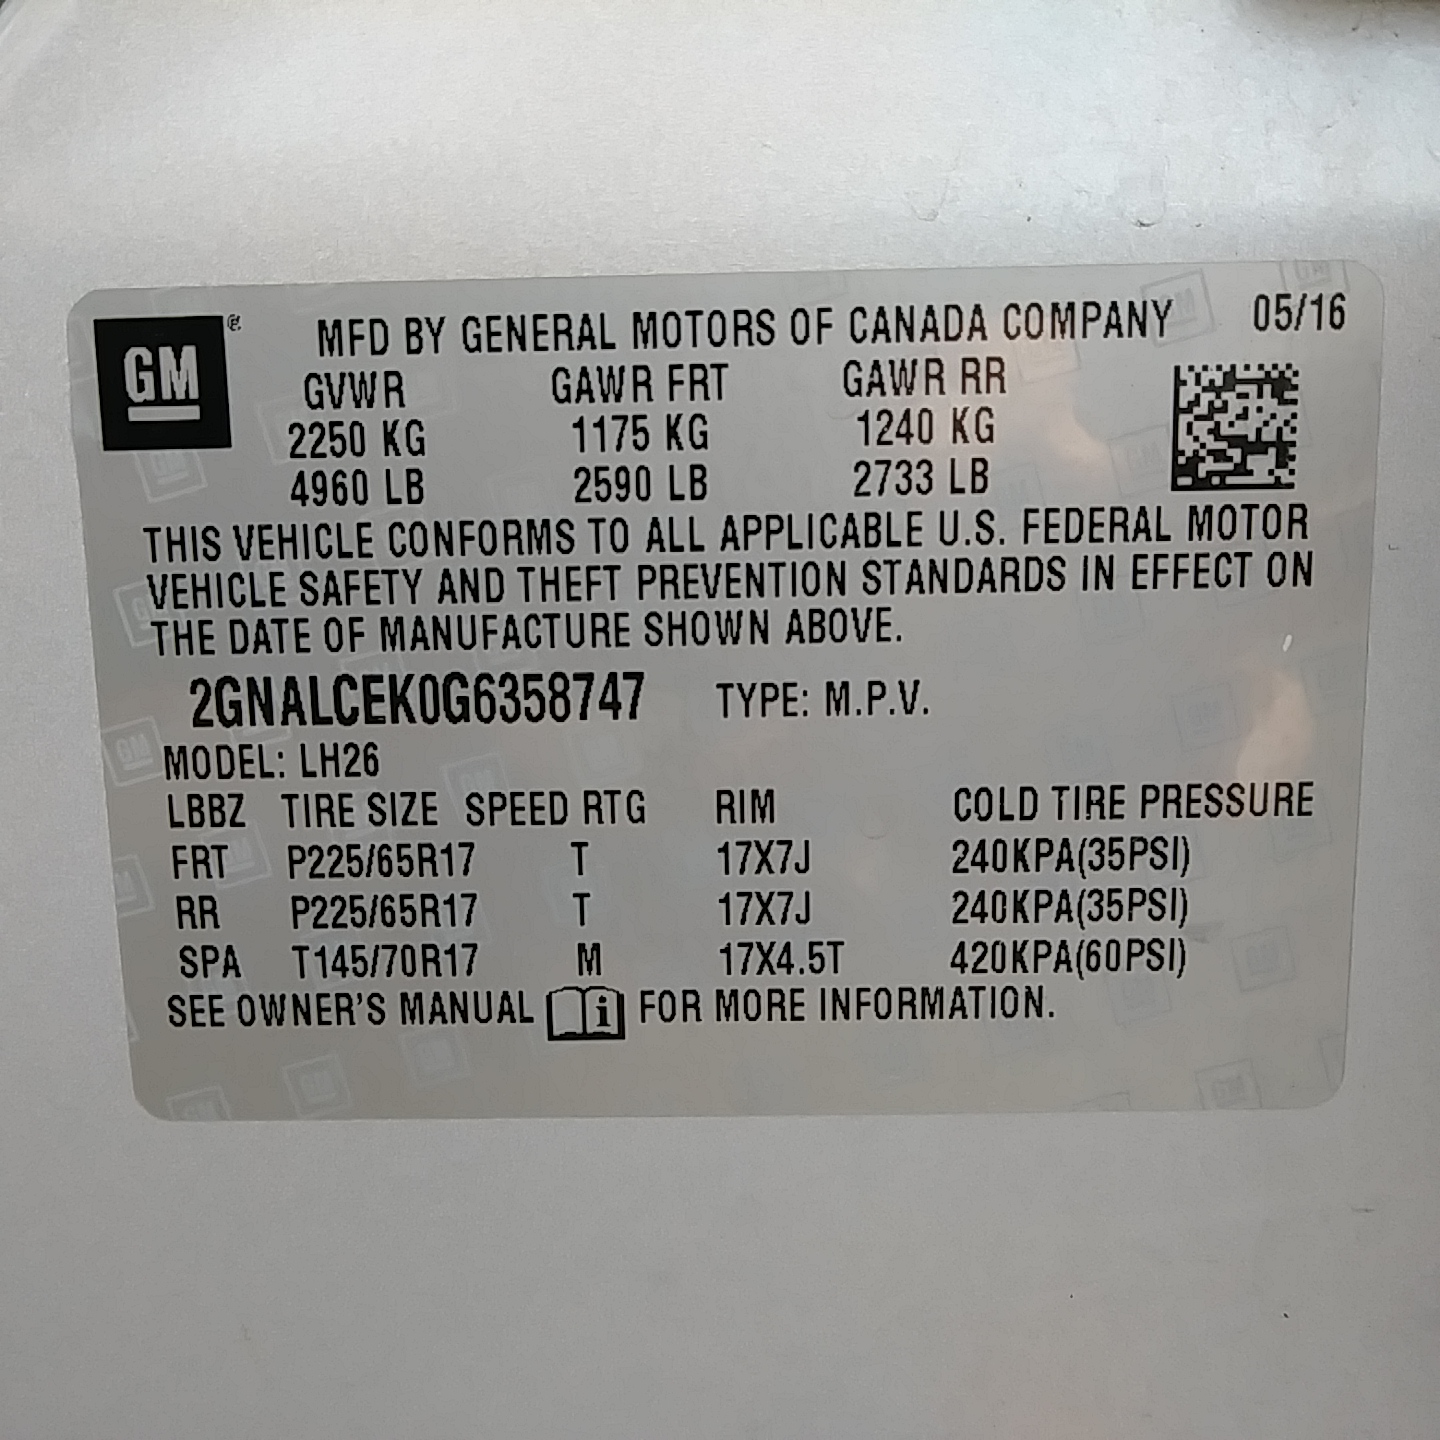 GM
MFD BY GENERAL MOTORS OF CANADA COMPANY 05/16
GVWR GAWR FRT GAWR RR
2250 KG 1175 KG 1240 KG
4960 LB 2590 LB 2733 LB
THIS VEHICLE CONFORMS TO ALL APPLICABLE U.S. FEDERAL MOTOR
VEHICLE SAFETY AND THEFT PREVENTION STANDARDS IN EFFECT ON
THE DATE OF MANUFACTURE SHOWN ABOVE.
2GNALCEK0G6358747 TYPE: M.P.V.
MODEL: LH26
LBBZ TIRE SIZE SPEED RTG RIM COLD TIRE PRESSURE
FRT P225/65R17 T 17X7J 240KPA(35PSI)
RR P225/65R17 T 17X7J 240KPA(35PSI)
SPA T145/70R17 M 17X4.5T 420KPA(60PSI)
SEE OWNER'S MANUAL i FOR MORE INFORMATION.